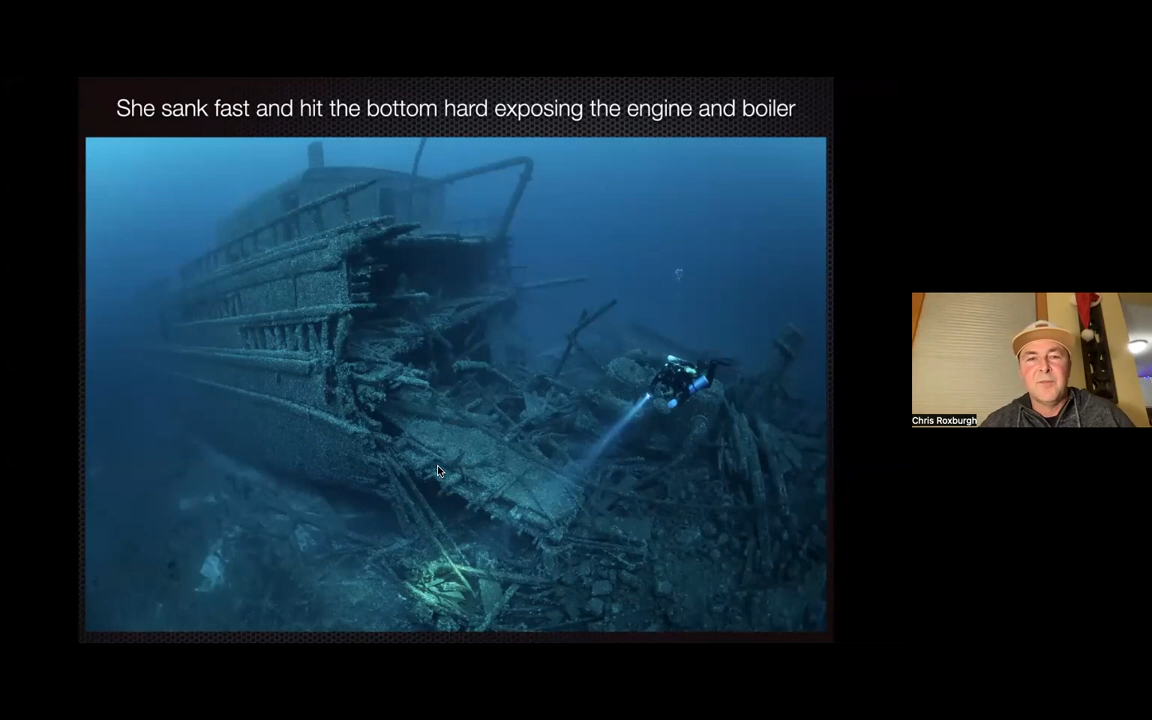 She sank fast and hit the bottom hard exposing the engine and boiler
Chris Roxburgh